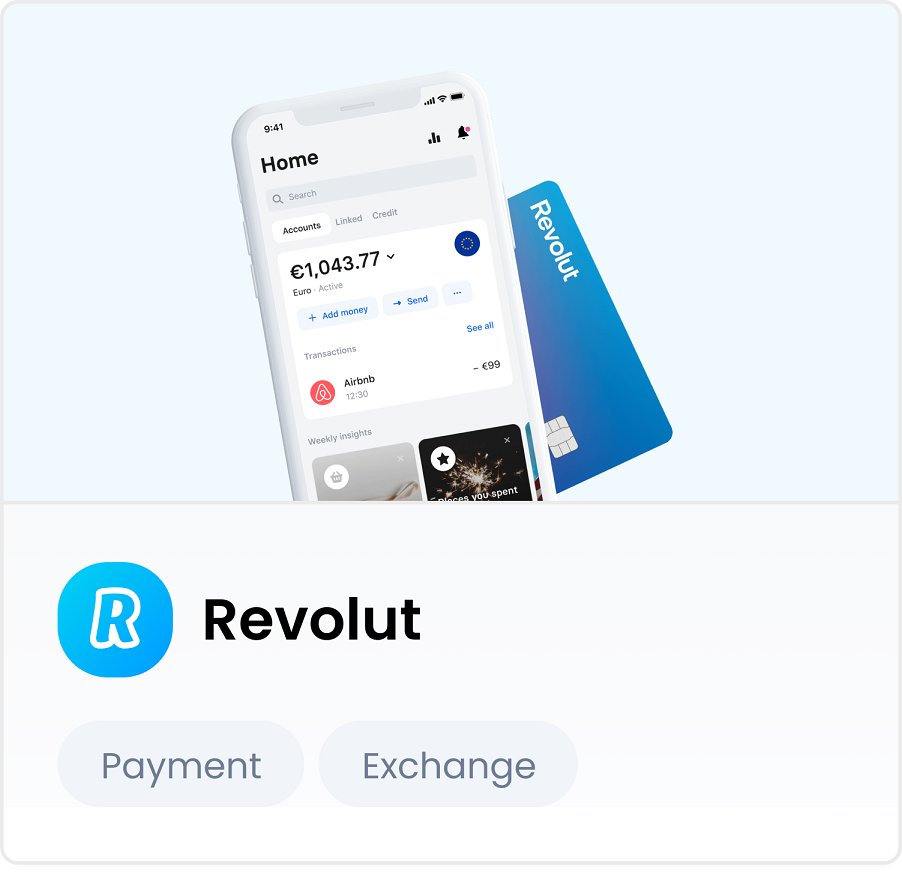 9:41
Home
Search
Accounts Linked Credit
€1,043.77
Euro · Active
+ Add money → Send ...
See all
Transactions
Airbnb
12:30
– €99
Weekly insights
Places you spent
Revolut
R Revolut
Payment Exchange